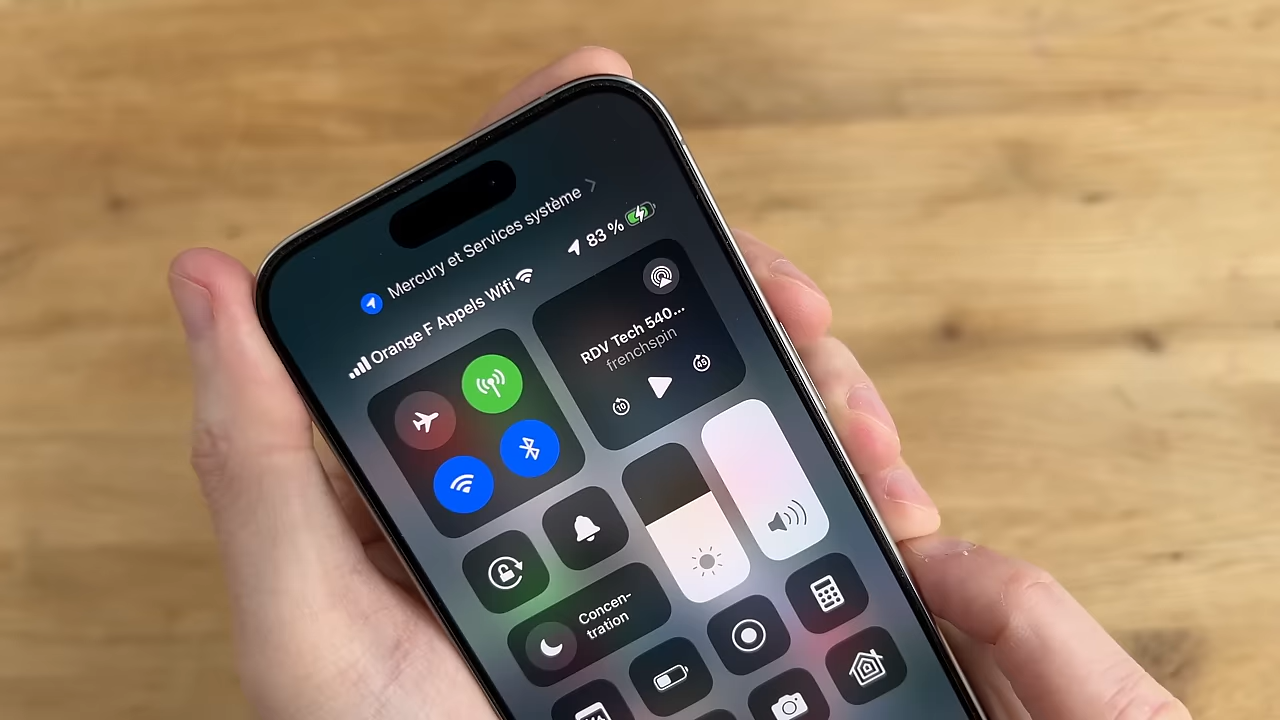 Mercury et Services système
Orange F Appels Wifi
83 %
RDV Tech 540...
frenchspin
10
45
Concen-
tration